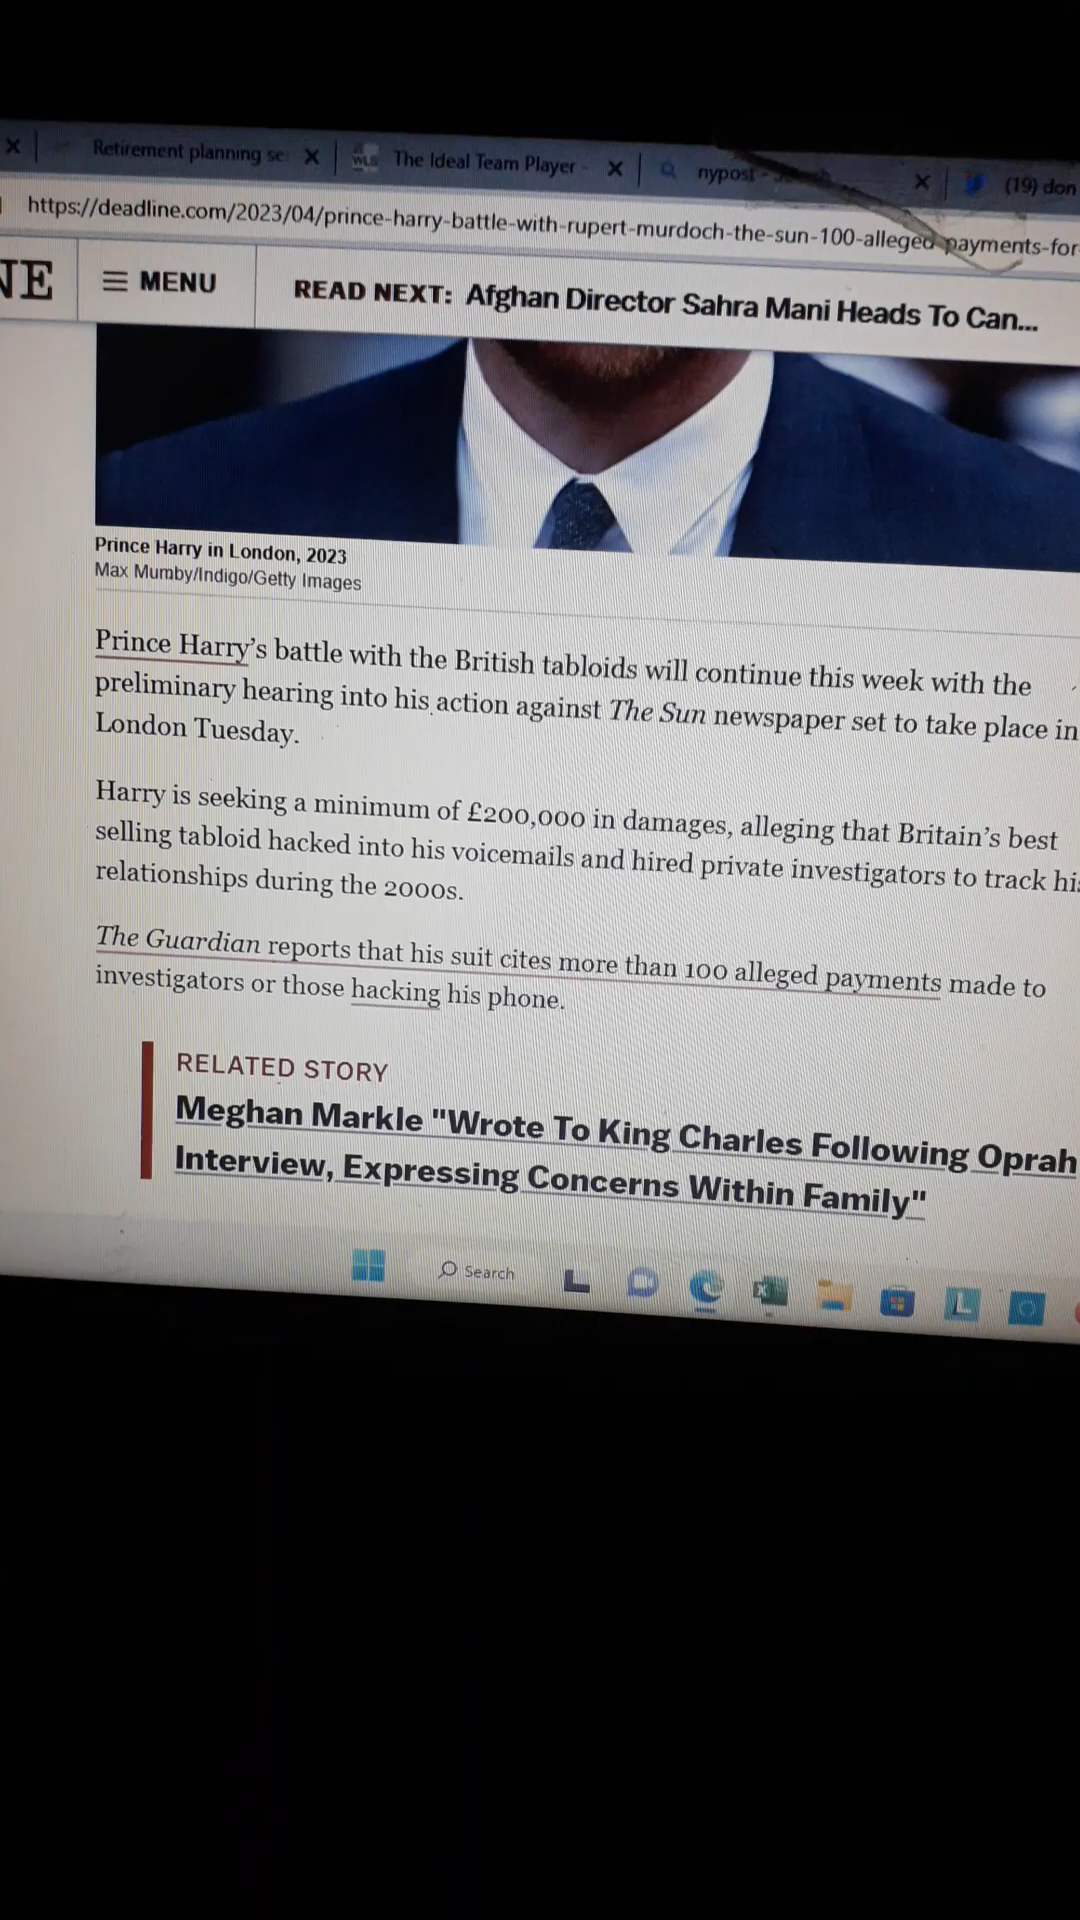 Retirement planning se
WLS The Ideal Team Player -
nypost -
(19) don
https://deadline.com/2023/04/prince-harry-battle-with-rupert-murdoch-the-sun-100-alleged-payments-for-
NE
MENU
READ NEXT: Afghan Director Sahra Mani Heads To Can...
Prince Harry in London, 2023
Max Mumby/Indigo/Getty Images
Prince Harry’s battle with the British tabloids will continue this week with the
preliminary hearing into his action against The Sun newspaper set to take place in
London Tuesday.
Harry is seeking a minimum of £200,000 in damages, alleging that Britain’s best
selling tabloid hacked into his voicemails and hired private investigators to track his
relationships during the 2000s.
The Guardian reports that his suit cites more than 100 alleged payments made to
investigators or those hacking his phone.
RELATED STORY
Meghan Markle "Wrote To King Charles Following Oprah
Interview, Expressing Concerns Within Family"
Search